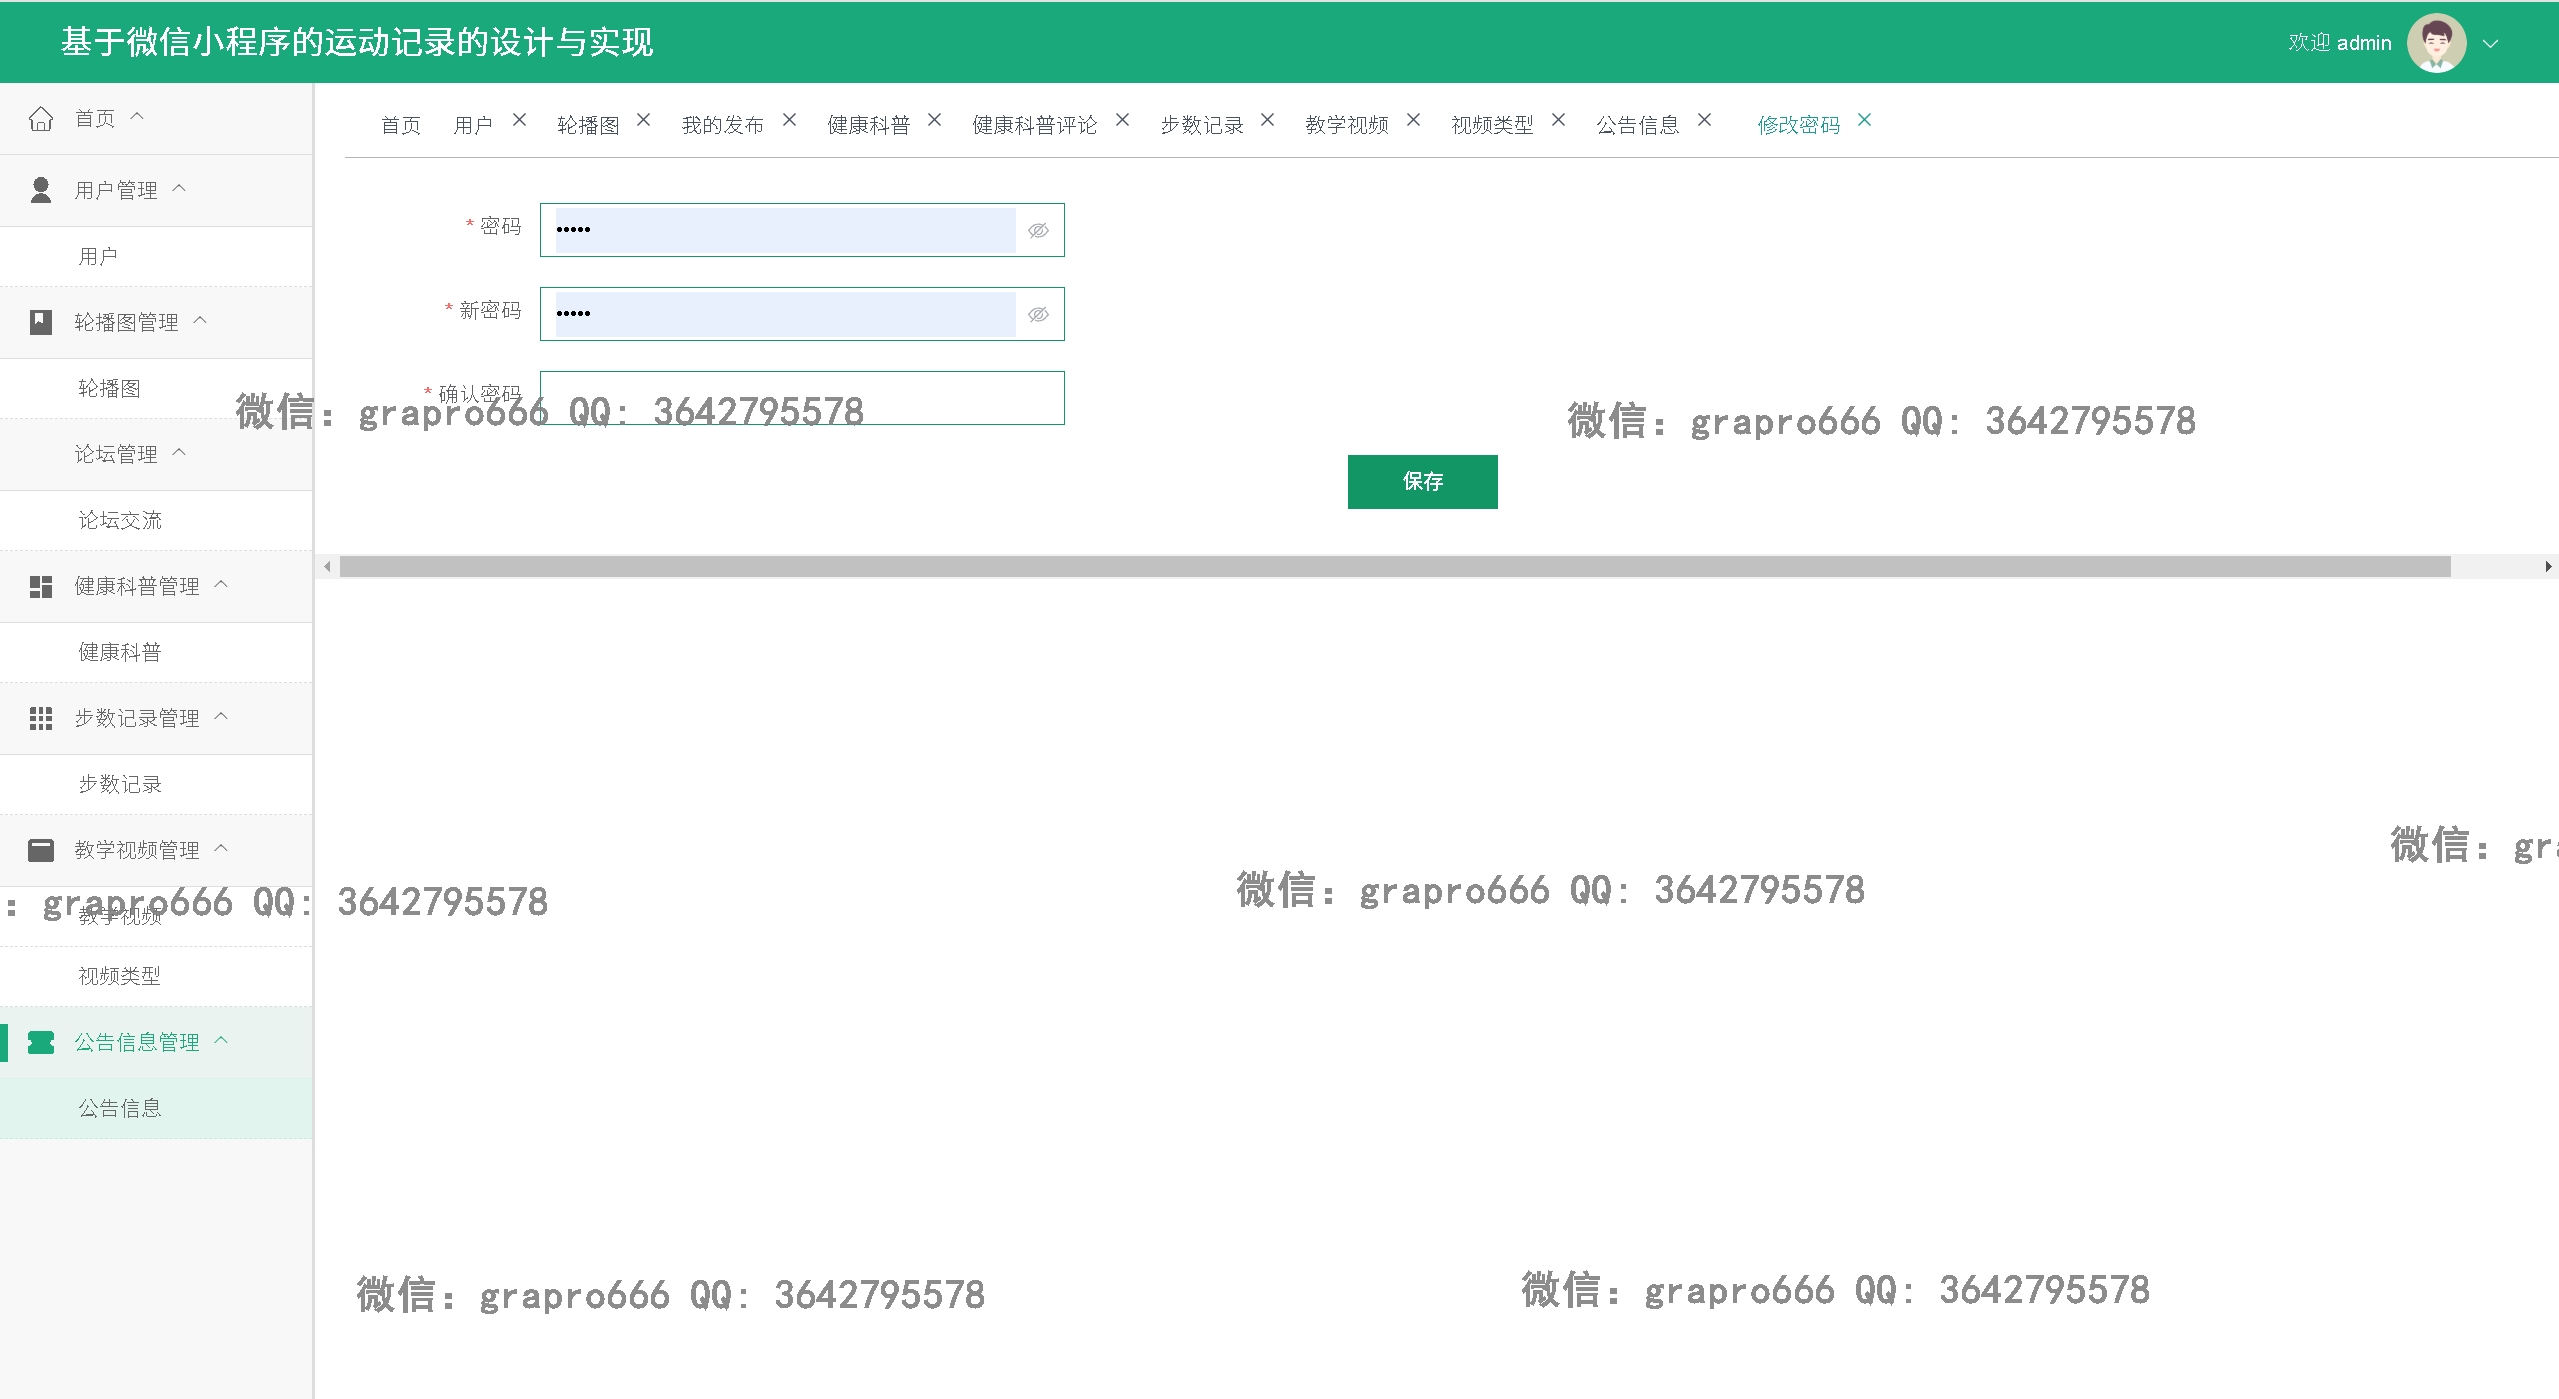 基于微信小程序的运动记录的设计与实现
欢迎 admin
首页
用户管理
用户
轮播图管理
轮播图
论坛管理
论坛交流
健康科普管理
健康科普
步数记录管理
步数记录
教学视频管理
教学视频
视频类型
公告信息管理
公告信息
首页 用户 轮播图 我的发布 健康科普 健康科普评论 步数记录 教学视频 视频类型 公告信息 修改密码
* 密码 •••••
* 新密码 •••••
* 确认密码
保存
微信: grapro666 QQ: 3642795578
微信: grapro666 QQ: 3642795578
微信: gr
: grapro666 QQ: 3642795578
微信: grapro666 QQ: 3642795578
微信: grapro666 QQ: 3642795578
微信: grapro666 QQ: 3642795578